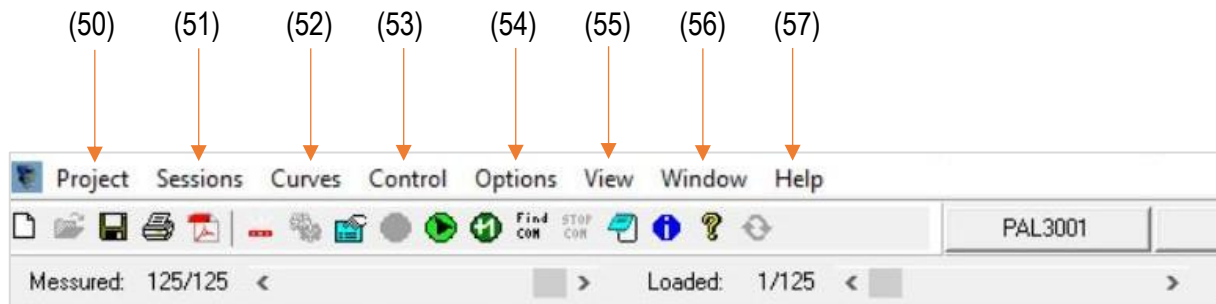 (50) (51) (52) (53) (54) (55) (56) (57)
Project Sessions Curves Control Options View Window Help
+1 Find COM STOP COM i ? PAL3001
Messured: 125/125 < > Loaded: 1/125 < >